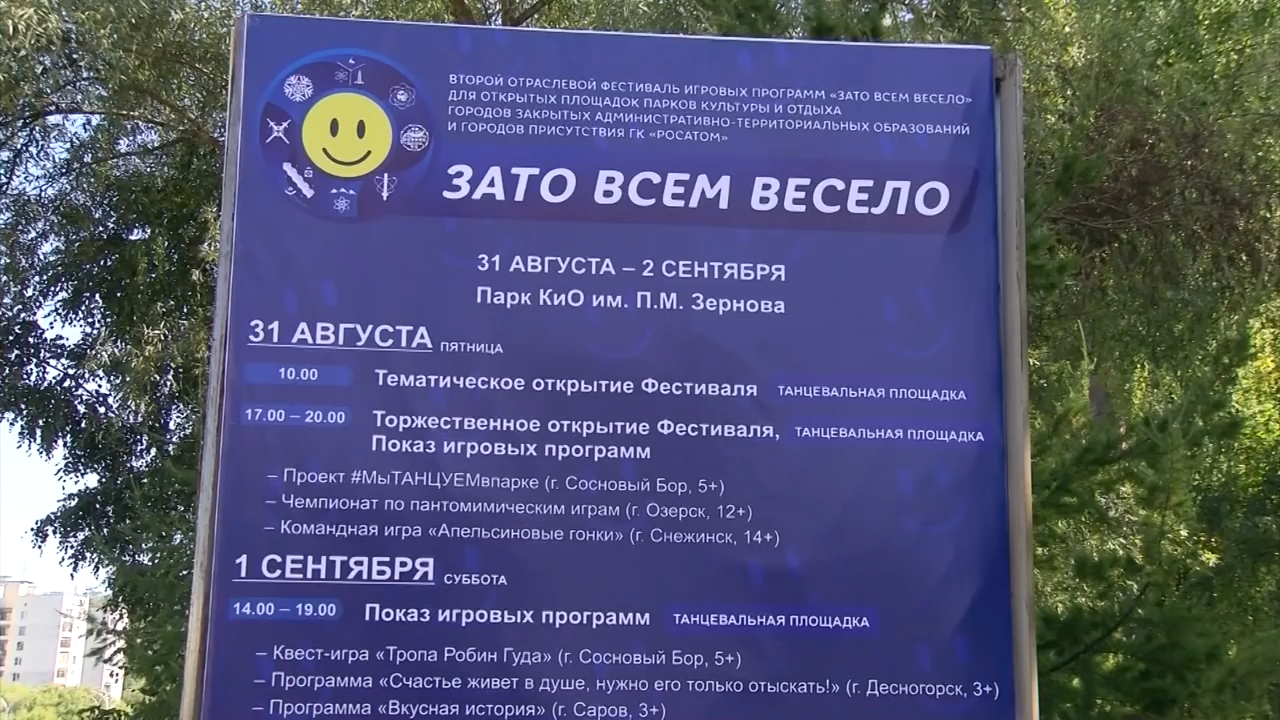 ВТОРОЙ ОТРАСЛЕВОЙ ФЕСТИВАЛЬ ИГРОВЫХ ПРОГРАММ «ЗАТО ВСЕМ ВЕСЕЛО»
ДЛЯ ОТКРЫТЫХ ПЛОЩАДОК ПАРКОВ КУЛЬТУРЫ И ОТДЫХА
ГОРОДОВ ЗАКРЫТЫХ АДМИНИСТРАТИВНО-ТЕРРИТОРИАЛЬНЫХ ОБРАЗОВАНИЙ
И ГОРОДОВ ПРИСУТСТВИЯ ГК «РОСАТОМ»
ЗАТО ВСЕМ ВЕСЕЛО
31 АВГУСТА – 2 СЕНТЯБРЯ
Парк КиО им. П.М. Зернова
31 АВГУСТА ПЯТНИЦА
10.00 Тематическое открытие Фестиваля ТАНЦЕВАЛЬНАЯ ПЛОЩАДКА
17.00 – 20.00 Торжественное открытие Фестиваля, ТАНЦЕВАЛЬНАЯ ПЛОЩАДКА
Показ игровых программ
– Проект #МыТАНЦУЕМвпарке (г. Сосновый Бор, 5+)
– Чемпионат по пантомимическим играм (г. Озерск, 12+)
– Командная игра «Апельсиновые гонки» (г. Снежинск, 14+)
1 СЕНТЯБРЯ СУББОТА
14.00 – 19.00 Показ игровых программ ТАНЦЕВАЛЬНАЯ ПЛОЩАДКА
– Квест-игра «Тропа Робин Гуда» (г. Сосновый Бор, 5+)
– Программа «Счастье живет в душе, нужно его только отыскать!» (г. Десногорск, 3+)
– Программа «Вкусная история» (г. Саров, 3+)